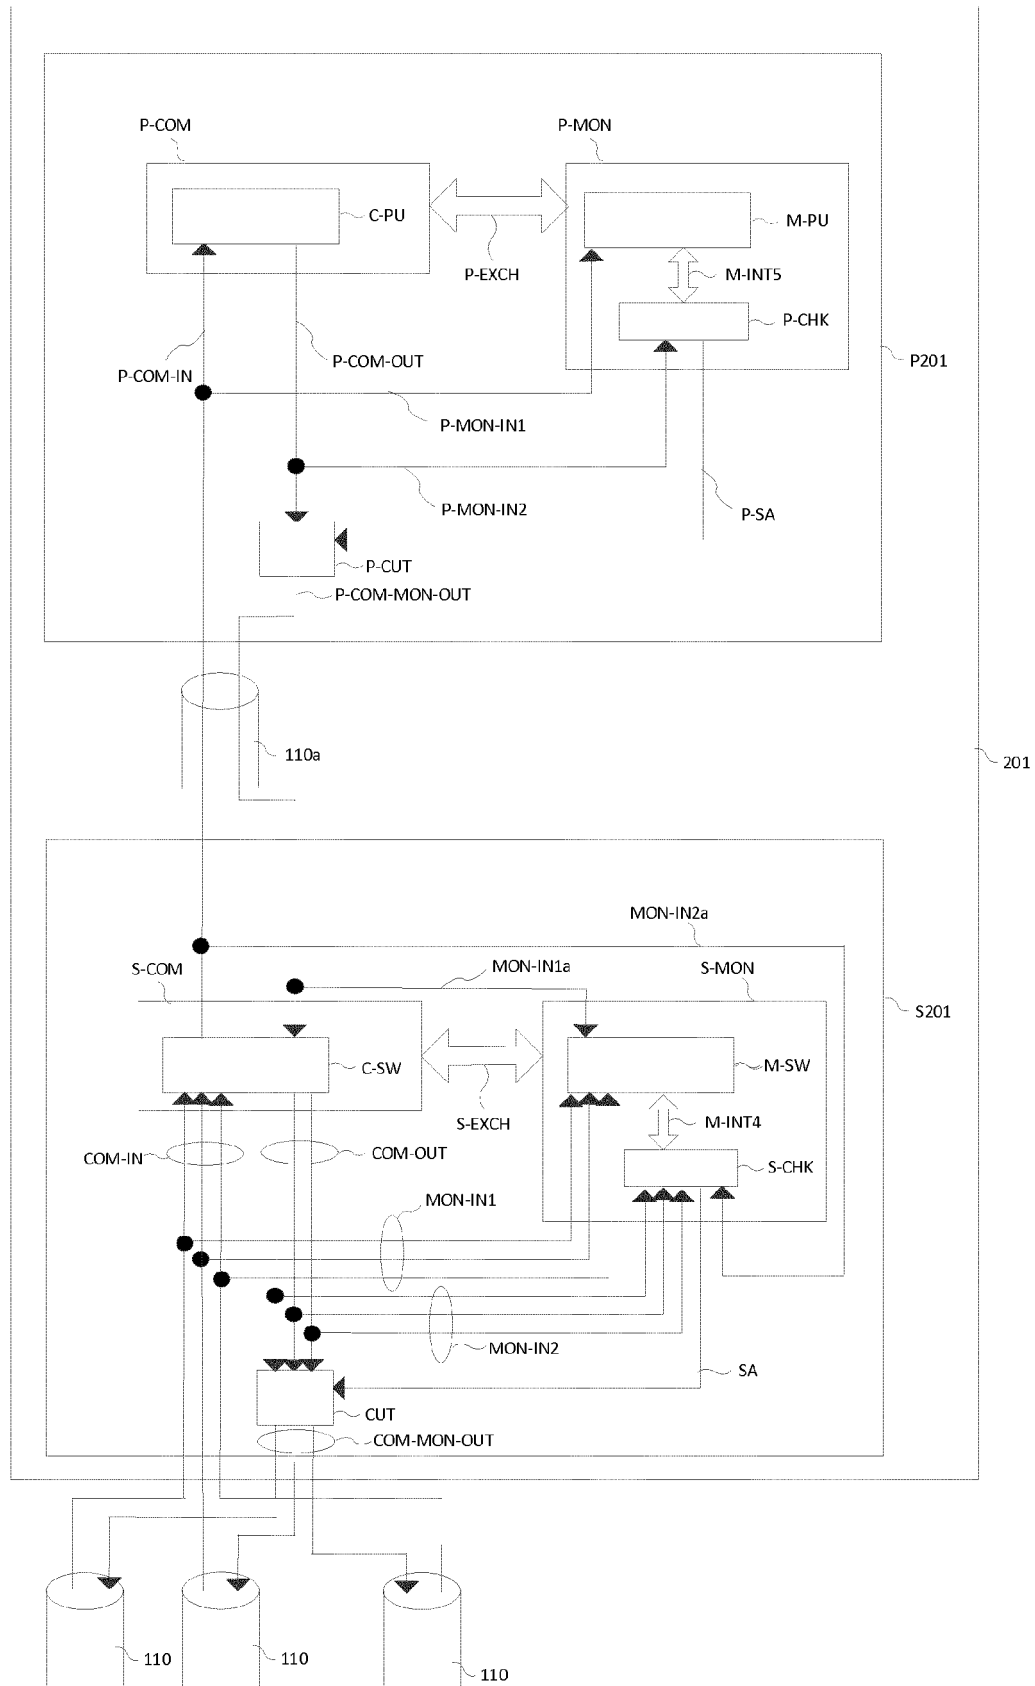 P-COM
P-MON
C-PU
M-PU
P-EXCH
M-INT5
P-CHK
P-COM-IN
P-COM-OUT
P201
P-MON-IN1
P-MON-IN2
P-SA
P-CUT
P-COM-MON-OUT
110a
201
MON-IN2a
S-COM
MON-IN1a
S-MON
S201
C-SW
M-SW
S-EXCH
M-INT4
COM-IN
COM-OUT
S-CHK
MON-IN1
MON-IN2
SA
CUT
COM-MON-OUT
110
110
110